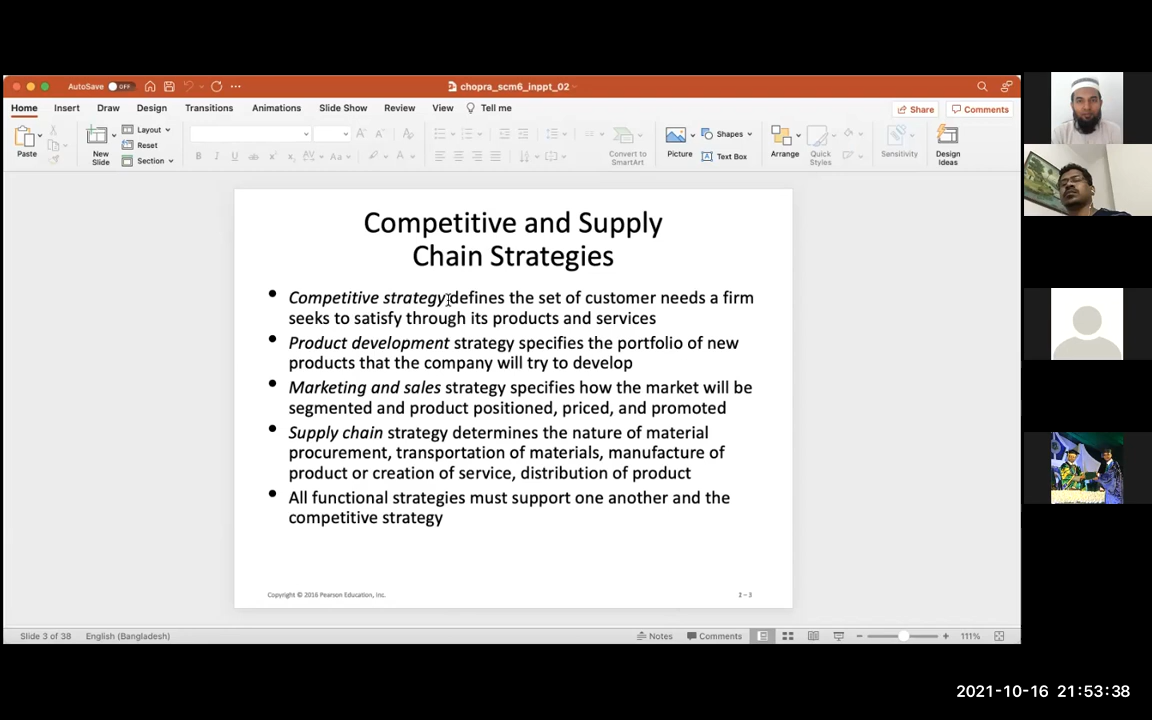 AutoSave OFF
chopra_scm6_inppt_02
Home Insert Draw Design Transitions Animations Slide Show Review View Tell me
Share Comments
Paste
New
Slide
Layout
Reset
Section
Convert to
SmartArt
Picture
Shapes
Text Box
Arrange
Quick
Styles
Sensitivity
Design
Ideas
Competitive and Supply
Chain Strategies
• Competitive strategy defines the set of customer needs a firm
seeks to satisfy through its products and services
• Product development strategy specifies the portfolio of new
products that the company will try to develop
• Marketing and sales strategy specifies how the market will be
segmented and product positioned, priced, and promoted
• Supply chain strategy determines the nature of material
procurement, transportation of materials, manufacture of
product or creation of service, distribution of product
• All functional strategies must support one another and the
competitive strategy
Copyright © 2016 Pearson Education, Inc.
2 – 3
Slide 3 of 38 English (Bangladesh)
Notes Comments 111%
2021-10-16 21:53:38